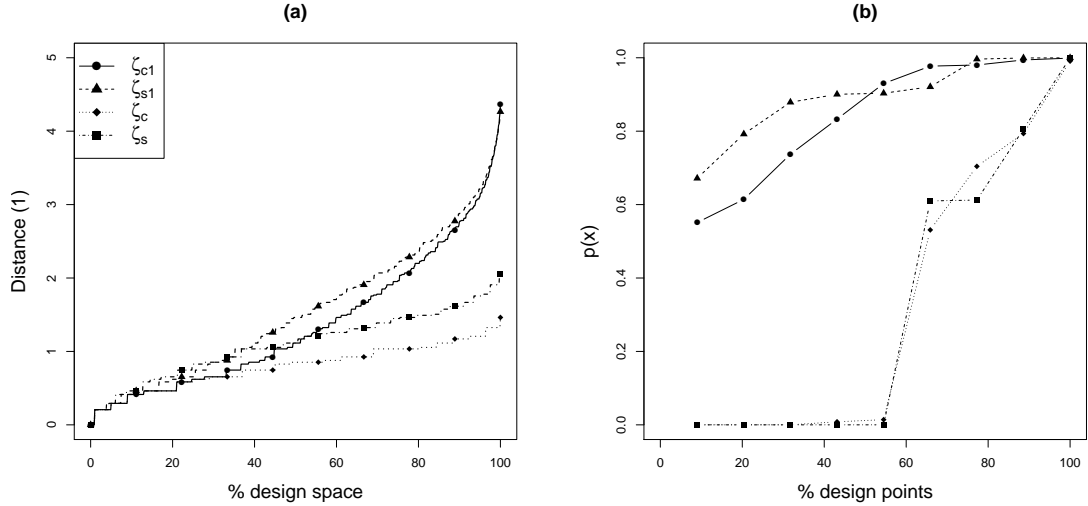 (a)
Distance (1)
5
4
3
2
1
0
ζc1
ζs1
ζc
ζs
0 20 40 60 80 100
% design space
(b)
p(x)
1.0
0.8
0.6
0.4
0.2
0.0
0 20 40 60 80 100
% design points